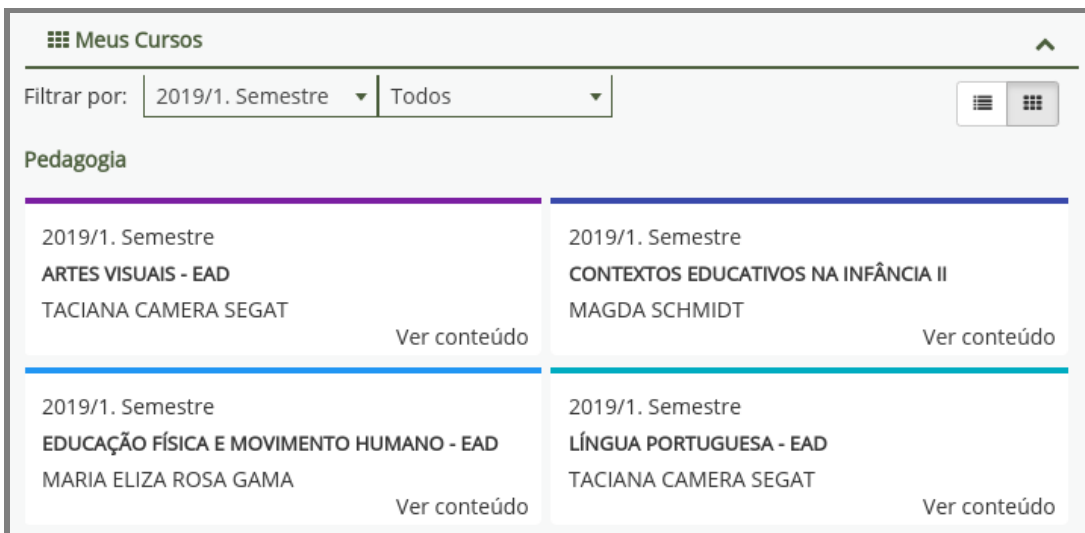 Meus Cursos
Filtrar por: 2019/1. Semestre Todos
Pedagogia
2019/1. Semestre
ARTES VISUAIS - EAD
TACIANA CAMERA SEGAT
Ver conteúdo
2019/1. Semestre
CONTEXTOS EDUCATIVOS NA INFÂNCIA II
MAGDA SCHMIDT
Ver conteúdo
2019/1. Semestre
EDUCAÇÃO FÍSICA E MOVIMENTO HUMANO - EAD
MARIA ELIZA ROSA GAMA
Ver conteúdo
2019/1. Semestre
LÍNGUA PORTUGUESA - EAD
TACIANA CAMERA SEGAT
Ver conteúdo